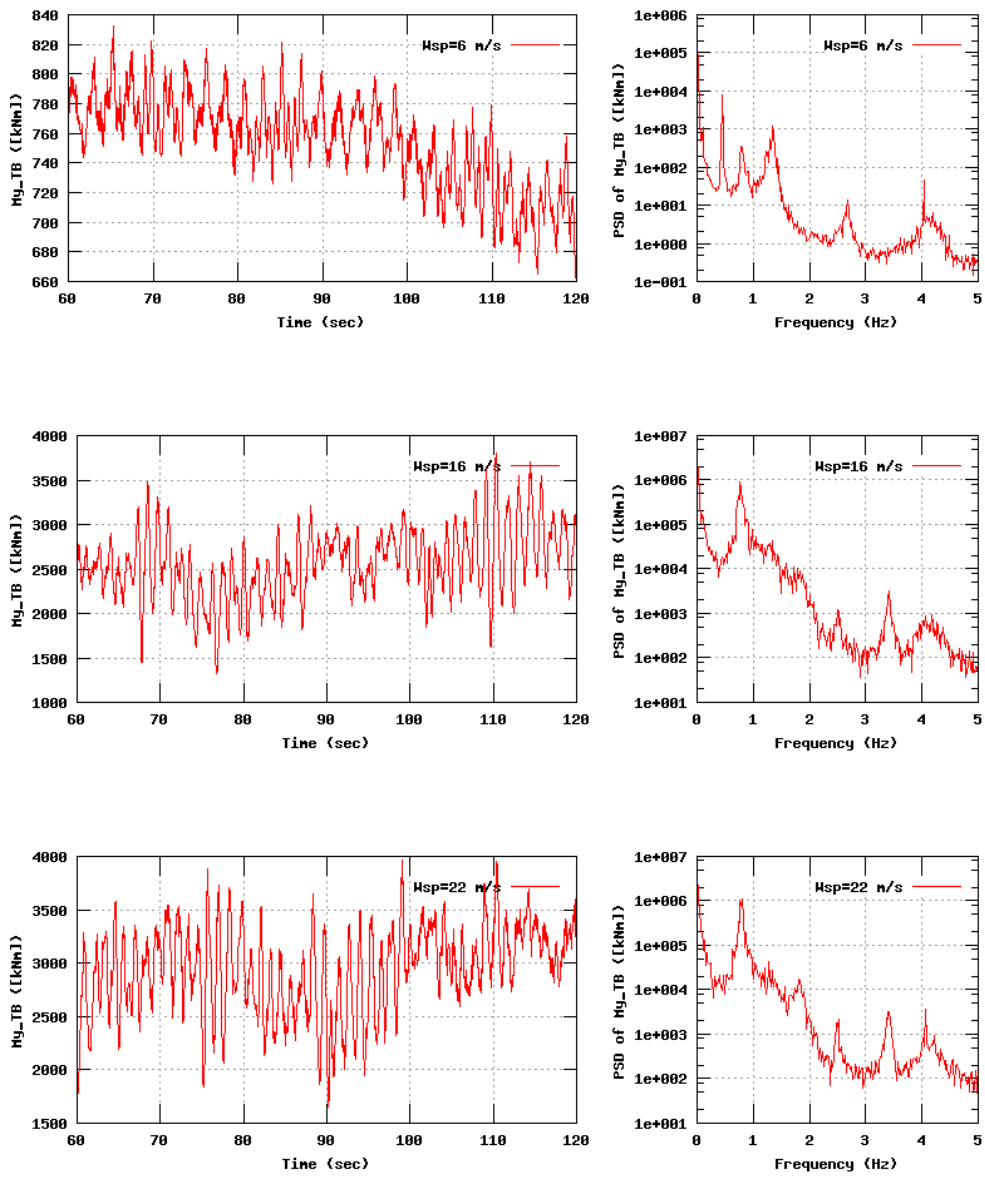 840
820
800
780
760
740
720
700
680
660
60
70
80
90
100
110
120
My_TB ([kNm])
Time (sec)
Wsp=6 m/s
1e+006
1e+005
1e+004
1e+003
1e+002
1e+001
1e+000
1e-001
0
1
2
3
4
5
PSD of My_TB ([kNm])
Frequency (Hz)
Wsp=6 m/s
4000
3500
3000
2500
2000
1500
1000
60
70
80
90
100
110
120
My_TB ([kNm])
Time (sec)
Wsp=16 m/s
1e+007
1e+006
1e+005
1e+004
1e+003
1e+002
1e+001
0
1
2
3
4
5
PSD of My_TB ([kNm])
Frequency (Hz)
Wsp=16 m/s
4000
3500
3000
2500
2000
1500
60
70
80
90
100
110
120
My_TB ([kNm])
Time (sec)
Wsp=22 m/s
1e+007
1e+006
1e+005
1e+004
1e+003
1e+002
1e+001
0
1
2
3
4
5
PSD of My_TB ([kNm])
Frequency (Hz)
Wsp=22 m/s